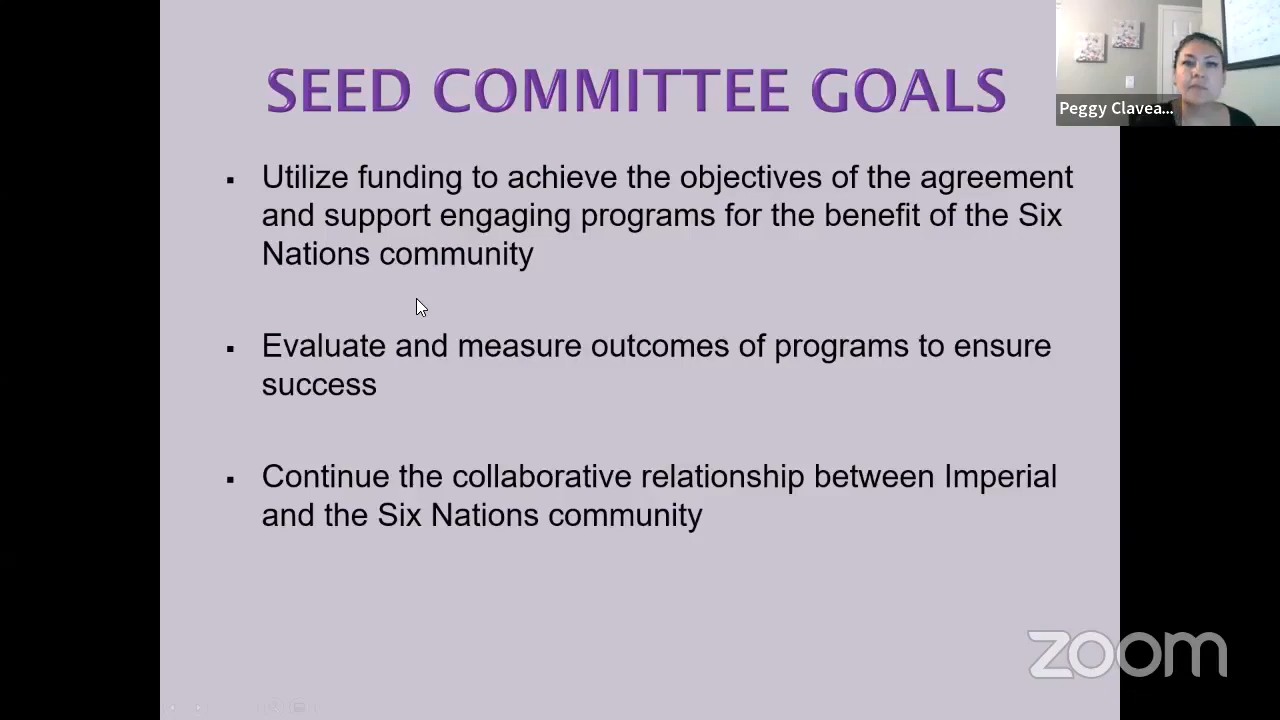 SEED COMMITTEE GOALS
Peggy Clavea...
▪ Utilize funding to achieve the objectives of the agreement
and support engaging programs for the benefit of the Six
Nations community
▪ Evaluate and measure outcomes of programs to ensure
success
▪ Continue the collaborative relationship between Imperial
and the Six Nations community
zoom